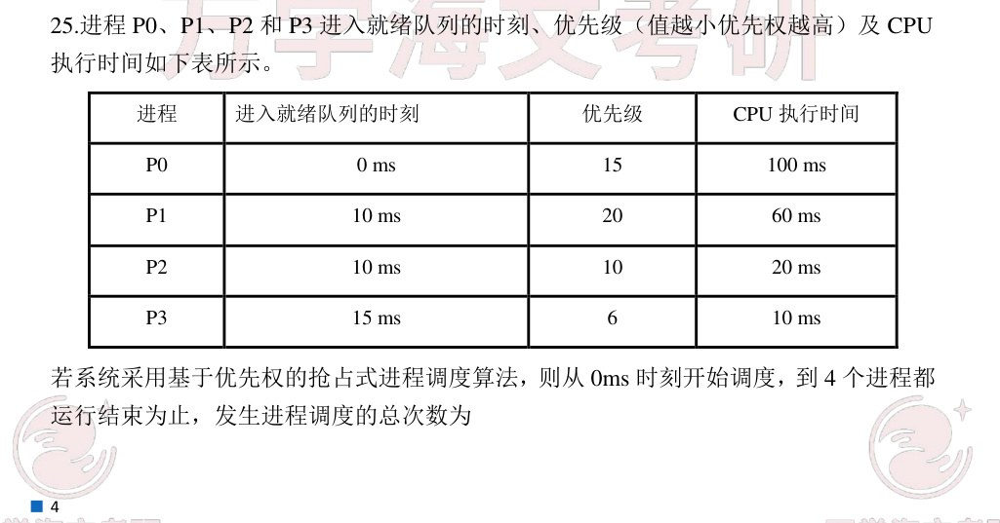 25.进程 P0、P1、P2 和 P3 进入就绪队列的时刻、优先级（值越小优先权越高）及 CPU
执行时间如下表所示。
进程 进入就绪队列的时刻 优先级 CPU 执行时间
P0 0 ms 15 100 ms
P1 10 ms 20 60 ms
P2 10 ms 10 20 ms
P3 15 ms 6 10 ms
若系统采用基于优先权的抢占式进程调度算法，则从 0ms 时刻开始调度，到 4 个进程都
运行结束为止，发生进程调度的总次数为
4